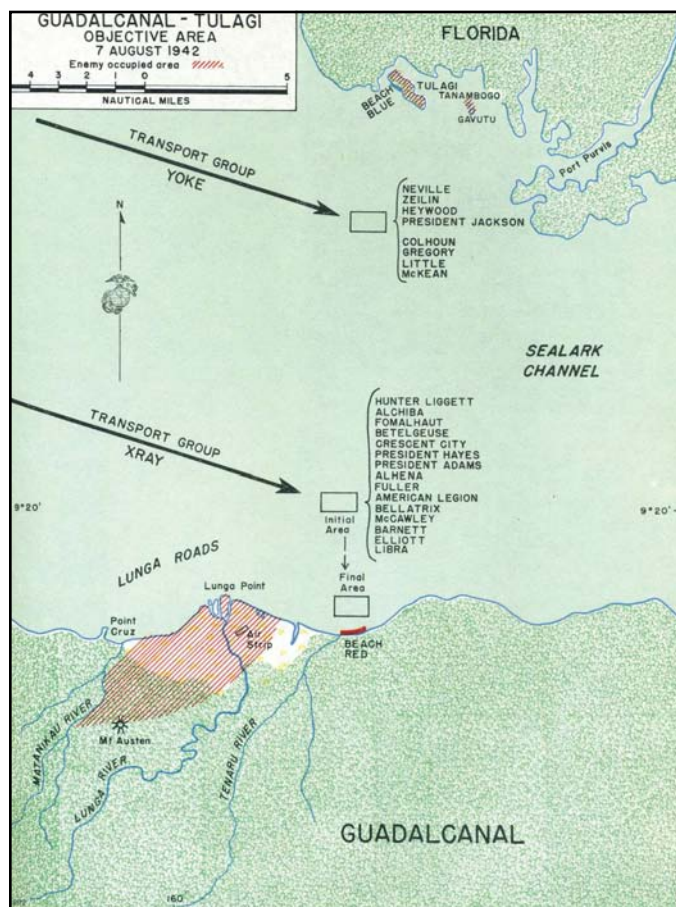 GUADALCANAL - TULAGI
OBJECTIVE AREA
7 AUGUST 1942
Enemy occupied area
4 3 2 1 0 5
NAUTICAL MILES
FLORIDA
BEACH
BLUE
TULAGI
TANAMBOGO
GAVUTU
Port Purvis
TRANSPORT GROUP
YOKE
NEVILLE
ZEILIN
HEYWOOD
PRESIDENT JACKSON
COLHOUN
GREGORY
LITTLE
McKEAN
N
SEALARK
CHANNEL
TRANSPORT GROUP
XRAY
HUNTER LIGGETT
ALCHIBA
FOMALHAUT
BETELGEUSE
CRESCENT CITY
PRESIDENT HAYES
PRESIDENT ADAMS
ALHENA
FULLER
AMERICAN LEGION
BELLATRIX
McCAWLEY
BARNETT
ELLIOTT
LIBRA
9°20'
9°20'
Initial
Area
Final
Area
LUNGA ROADS
Lunga Point
Point
Cruz
Air
Strip
BEACH
RED
MATANIKAU RIVER
Mt Austen
LUNGA RIVER
TENARU RIVER
GUADALCANAL
160°